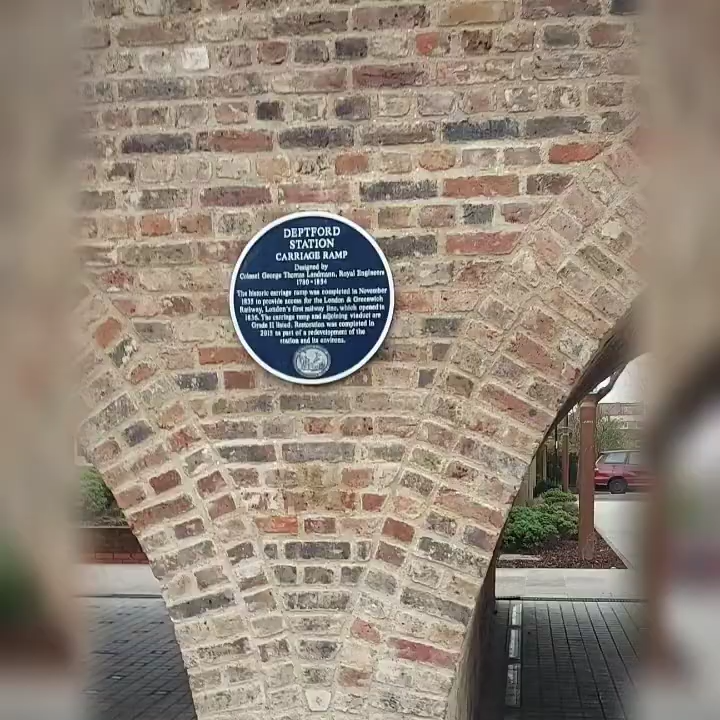 DEPTFORD
STATION
CARRIAGE RAMP
Designed by
Colonel George Thomas Landmann, Royal Engineers
1780 - 1854
The historic carriage ramp was completed in November
1835 to provide access for the London & Greenwich
Railway, London's first railway line, which opened in
1836. The carriage ramp and adjoining viaduct are
Grade II listed. Restoration was completed in
as part of a redevelopment of the
station and its environs.